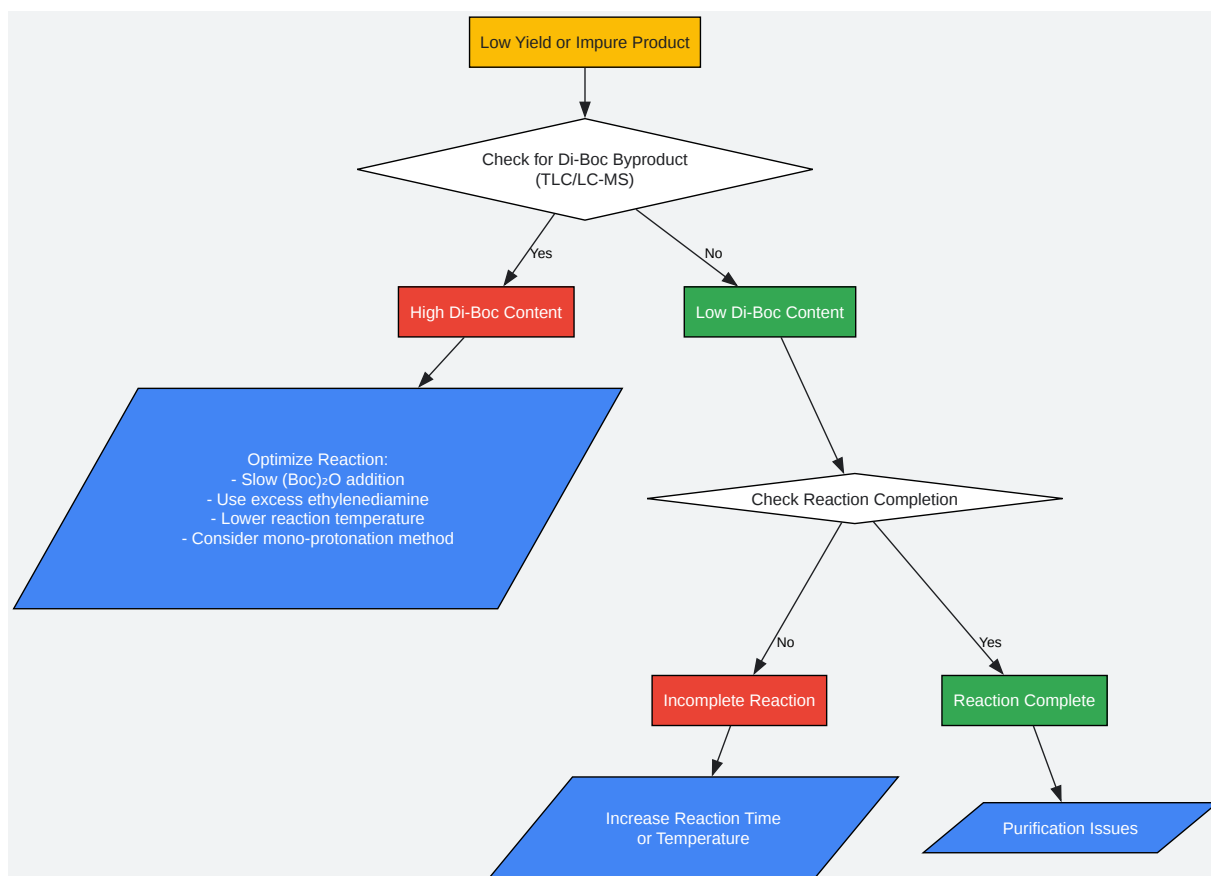 Low Yield or Impure Product
Check for Di-Boc Byproduct
(TLC/LC-MS)
Yes
No
High Di-Boc Content
Low Di-Boc Content
Optimize Reaction:
- Slow (Boc)₂O addition
- Use excess ethylenediamine
- Lower reaction temperature
- Consider mono-protonation method
Check Reaction Completion
No
Yes
Incomplete Reaction
Reaction Complete
Increase Reaction Time
or Temperature
Purification Issues